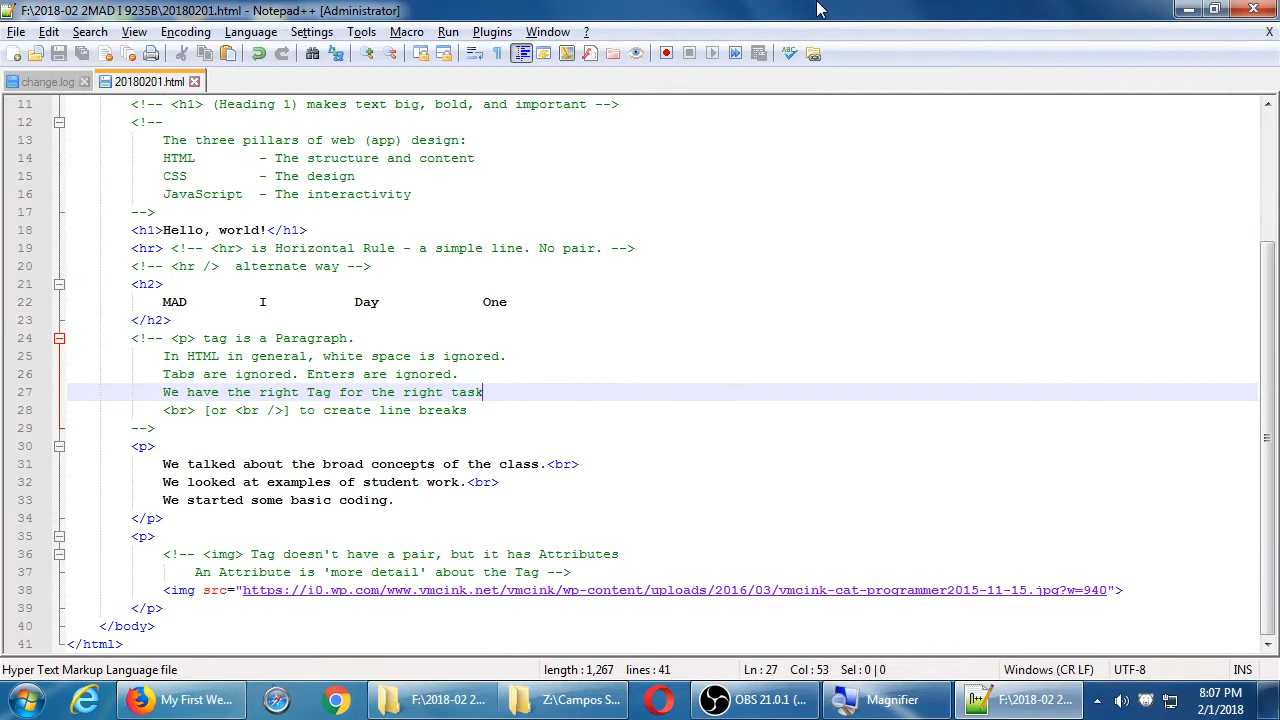 F:\2018-02 2MAD I 9235B\20180201.html - Notepad++ [Administrator]
File Edit Search View Encoding Language Settings Tools Macro Run Plugins Window ? X
change.log 20180201.html
11 <!-- <h1> (Heading 1) makes text big, bold, and important -->
12 <!--
13 The three pillars of web (app) design:
14 HTML - The structure and content
15 CSS - The design
16 JavaScript - The interactivity
17 -->
18 <h1>Hello, world!</h1>
19 <hr> <!-- <hr> is Horizontal Rule - a simple line. No pair. -->
20 <!-- <hr /> alternate way -->
21 <h2>
22 MAD I Day One
23 </h2>
24 <!-- <p> tag is a Paragraph.
25 In HTML in general, white space is ignored.
26 Tabs are ignored. Enters are ignored.
27 We have the right Tag for the right task
28 <br> [or <br />] to create line breaks
29 -->
30 <p>
31 We talked about the broad concepts of the class.<br>
32 We looked at examples of student work.<br>
33 We started some basic coding.
34 </p>
35 <p>
36 <!-- <img> Tag doesn't have a pair, but it has Attributes
37 An Attribute is 'more detail' about the Tag -->
38 <img src="https://i0.wp.com/www.vmcink.net/vmcink/wp-content/uploads/2016/03/vmcink-cat-programmer2015-11-15.jpg?w=940">
39 </p>
40 </body>
41 </html>
Hyper Text Markup Language file length : 1,267 lines : 41 Ln : 27 Col : 53 Sel : 0 | 0 Windows (CR LF) UTF-8 INS
My First We... F:\2018-02 2... Z:\Campos S... OBS 21.0.1 (... Magnifier F:\2018-02 2... 8:07 PM
2/1/2018